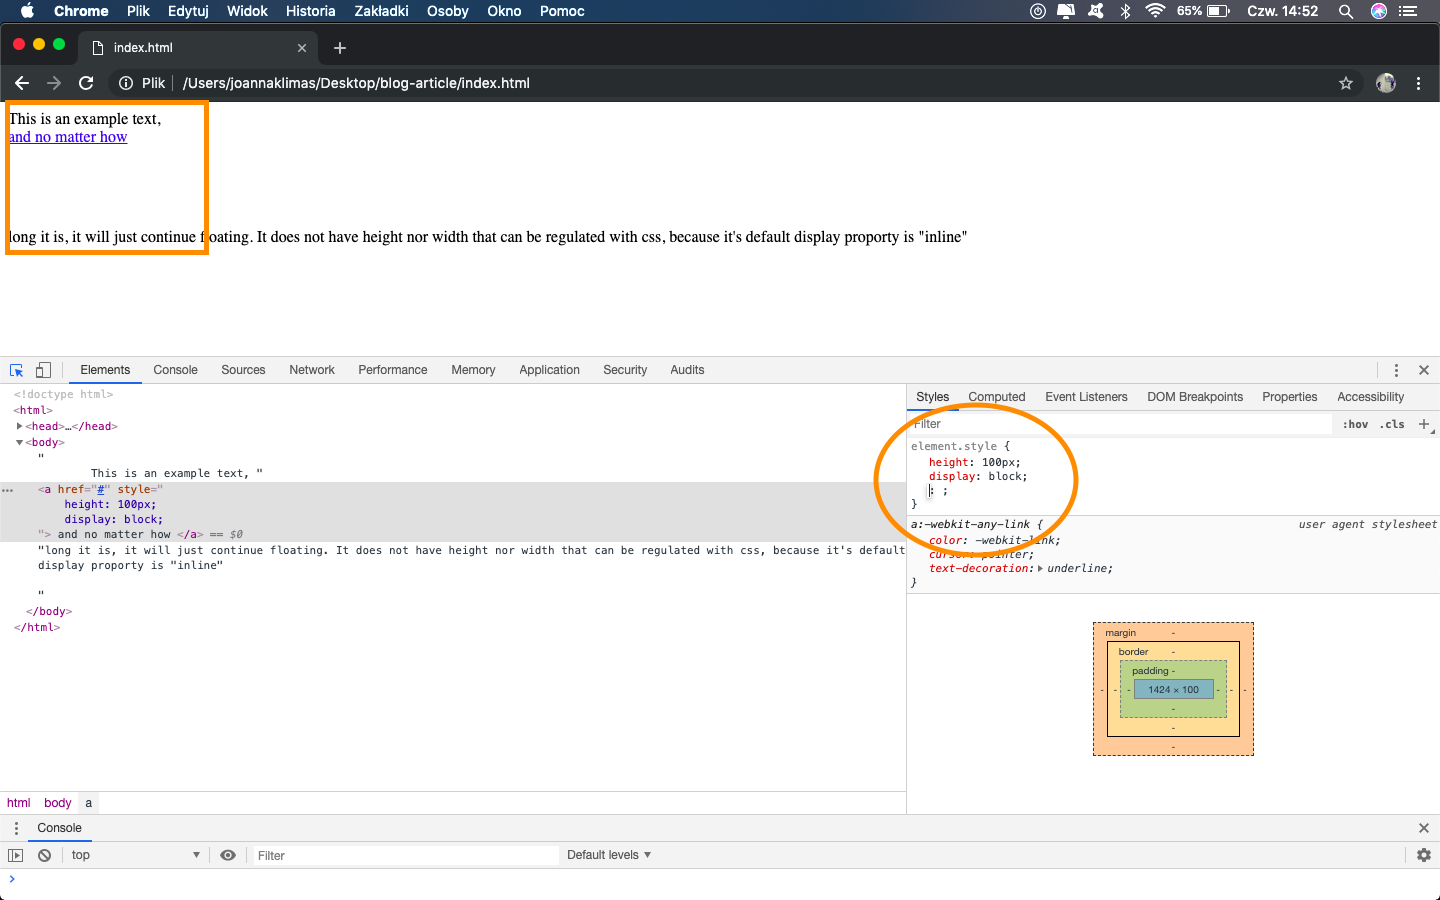 Chrome Plik Edytuj Widok Historia Zakładki Osoby Okno Pomoc 65% Czw. 14:52
index.html
Plik /Users/joannaklimas/Desktop/blog-article/index.html
This is an example text,
and no matter how
long it is, it will just continue floating. It does not have height nor width that can be regulated with css, because it's default display proporty is "inline"
Elements Console Sources Network Performance Memory Application Security Audits
<!doctype html>
<html>
<head>…</head>
<body>
"
This is an example text, "
<a href="#" style="
height: 100px;
display: block;
"> and no matter how </a> == $0
"long it is, it will just continue floating. It does not have height nor width that can be regulated with css, because it's default
display proporty is "inline"
"
</body>
</html>
html body a
Styles Computed Event Listeners DOM Breakpoints Properties Accessibility
Filter :hov .cls
element.style {
height: 100px;
display: block;
: ;
}
a:-webkit-any-link { user agent stylesheet
color: -webkit-link;
cursor: pointer;
text-decoration: underline;
}
margin -
border -
padding -
- - - 1424 × 100 - - -
-
-
-
Console
top Filter Default levels